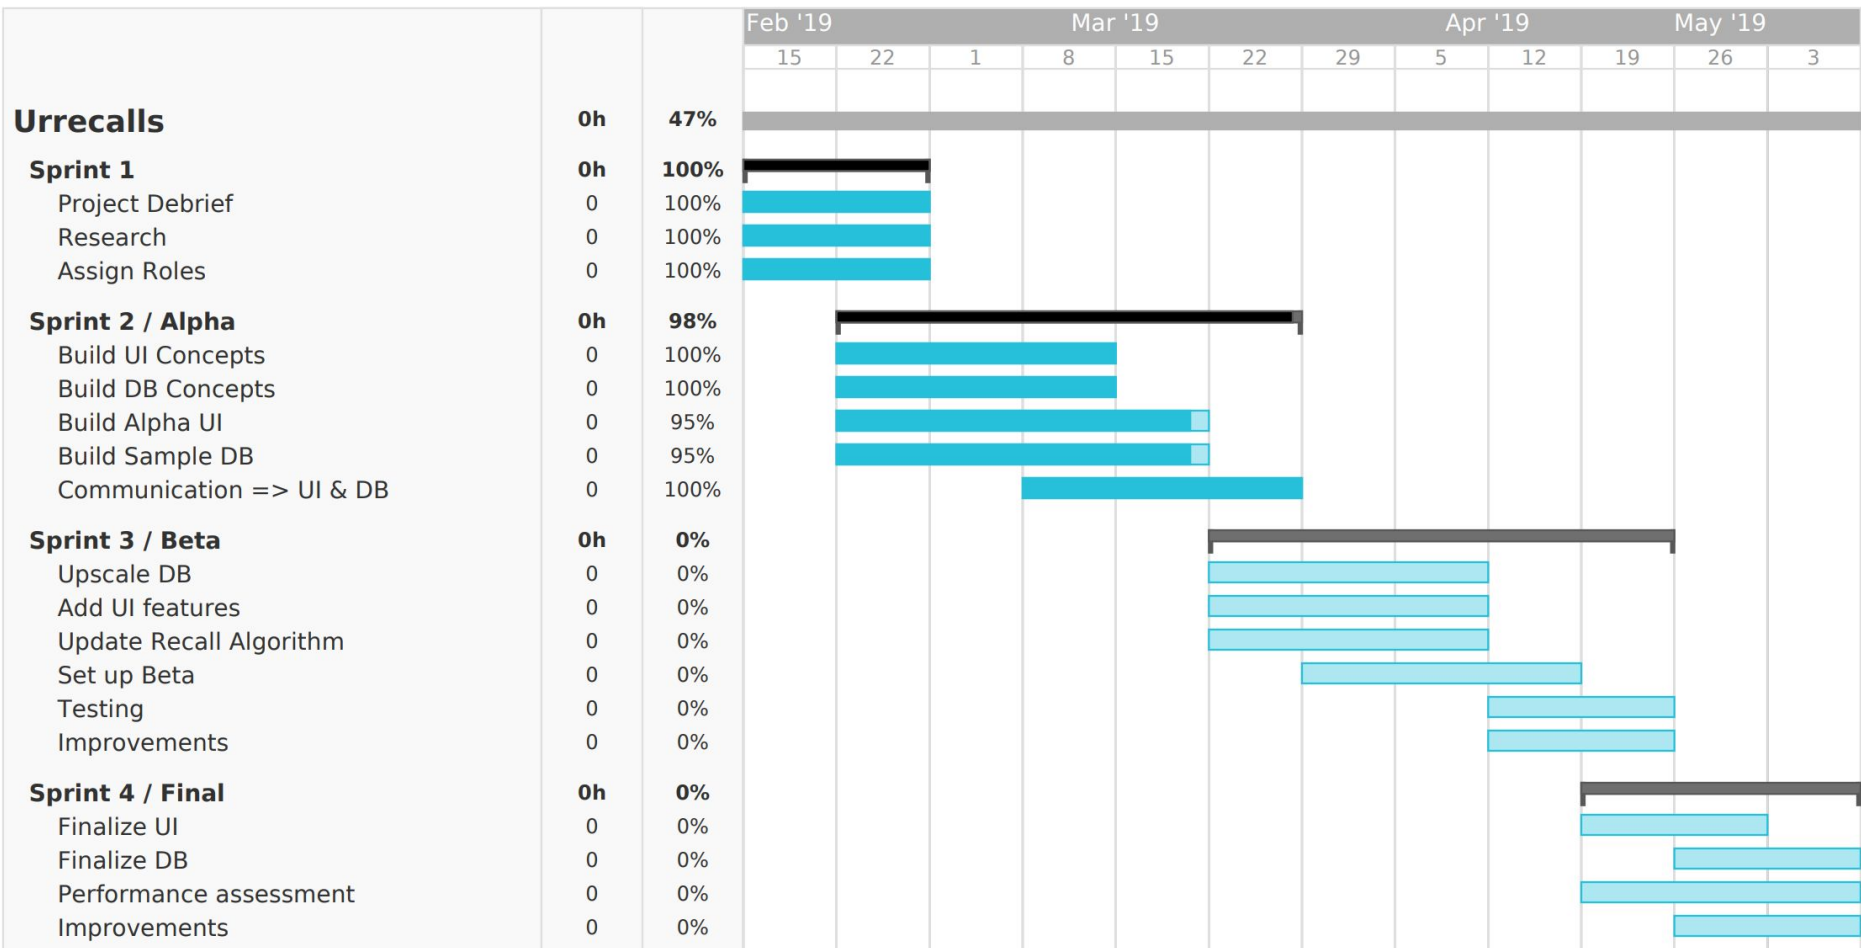 Feb '19 Mar '19 Apr '19 May '19
15 22 1 8 15 22 29 5 12 19 26 3
Urrecalls 0h 47%
Sprint 1 0h 100%
Project Debrief 0 100%
Research 0 100%
Assign Roles 0 100%
Sprint 2 / Alpha 0h 98%
Build UI Concepts 0 100%
Build DB Concepts 0 100%
Build Alpha UI 0 95%
Build Sample DB 0 95%
Communication => UI & DB 0 100%
Sprint 3 / Beta 0h 0%
Upscale DB 0 0%
Add UI features 0 0%
Update Recall Algorithm 0 0%
Set up Beta 0 0%
Testing 0 0%
Improvements 0 0%
Sprint 4 / Final 0h 0%
Finalize UI 0 0%
Finalize DB 0 0%
Performance assessment 0 0%
Improvements 0 0%